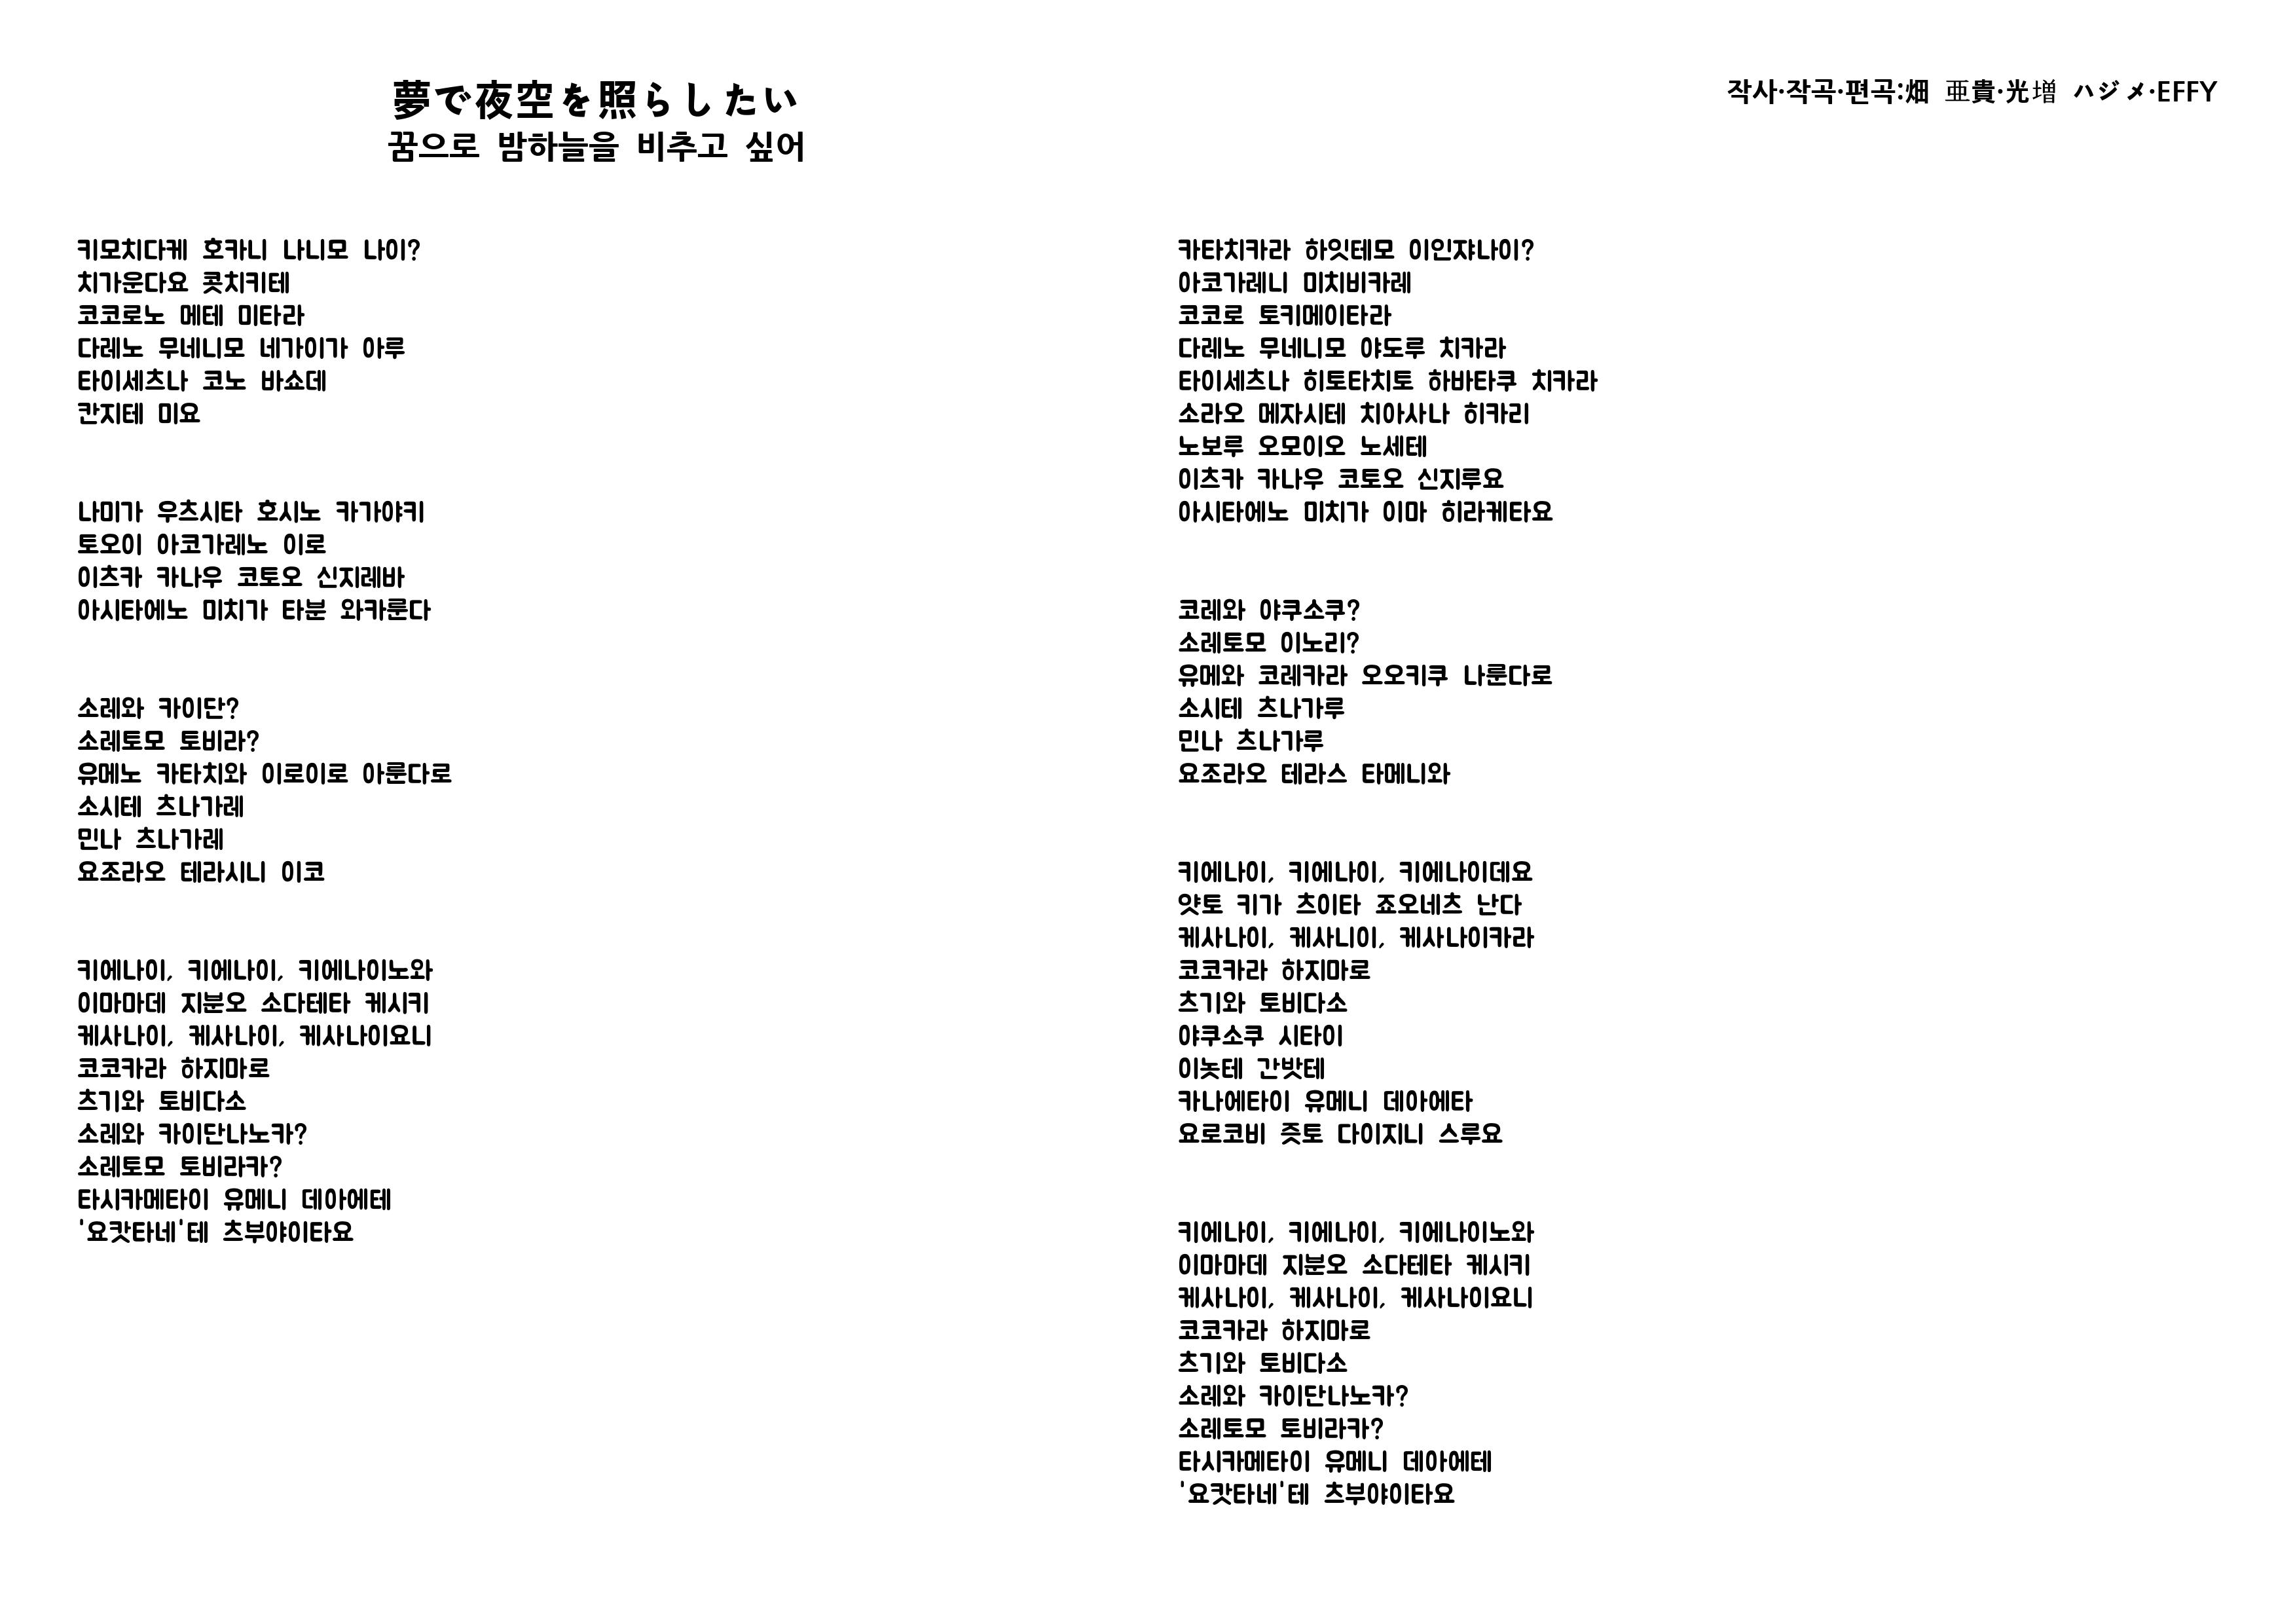 夢で夜空を照らしたい
꿈으로 밤하늘을 비추고 싶어
작사·작곡·편곡:畑 亜貴·光増 ハジメ·EFFY
키모치다케 호카니 나니모 나이?
치가운다요 콧치키테
코코로노 메테 미타라
다레노 무네니모 네가이가 아루
타이세츠나 코노 바쇼데
칸지테 미요
나미가 우츠시타 호시노 카가야키
토오이 아코가레노 이로
이츠카 카나우 코토오 신지레바
아시타에노 미치가 타분 와카룬다
소레와 카이단?
소레토모 토비라?
유메노 카타치와 이로이로 아룬다로
소시테 츠나가레
민나 츠나가레
요조라오 테라시니 이코
키에나이, 키에나이, 키에나이노와
이마마데 지분오 소다테타 케시키
케사나이, 케사나이, 케사나이요니
코코카라 하지마로
츠기와 토비다소
소레와 카이단나노카?
소레토모 토비라카?
타시카메타이 유메니 데아에테
'요캇타네'테 츠부야이타요
카타치카라 하잇테모 이인쟈나이?
아코가레니 미치비카레
코코로 토키메이타라
다레노 무네니모 야도루 치카라
타이세츠나 히토타치토 하바타쿠 치카라
소라오 메자시테 치아사나 히카리
노보루 오모이오 노세테
이츠카 카나우 코토오 신지루요
아시타에노 미치가 이마 히라케타요
코레와 야쿠소쿠?
소레토모 이노리?
유메와 코레카라 오오키쿠 나룬다로
소시테 츠나가루
민나 츠나가루
요조라오 테라스 타메니와
키에나이, 키에나이, 키에나이데요
얏토 키가 츠이타 죠오네츠 난다
케사나이, 케사니이, 케사나이카라
코코카라 하지마로
츠기와 토비다소
야쿠소쿠 시타이
이놋테 간밧테
카나에타이 유메니 데아에타
요로코비 즛토 다이지니 스루요
키에나이, 키에나이, 키에나이노와
이마마데 지분오 소다테타 케시키
케사나이, 케사나이, 케사나이요니
코코카라 하지마로
츠기와 토비다소
소레와 카이단나노카?
소레토모 토비라카?
타시카메타이 유메니 데아에테
'요캇타네'테 츠부야이타요